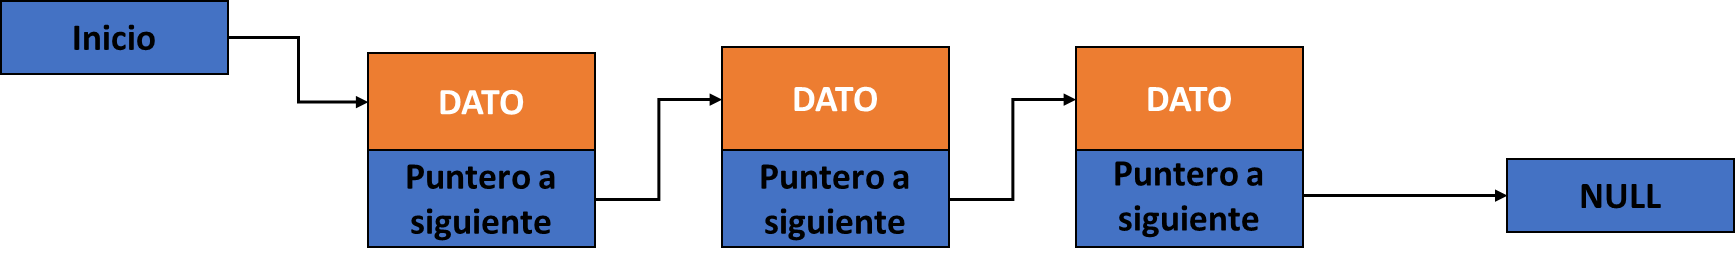 Inicio
DATO
Puntero a
siguiente
DATO
Puntero a
siguiente
DATO
Puntero a
siguiente
NULL